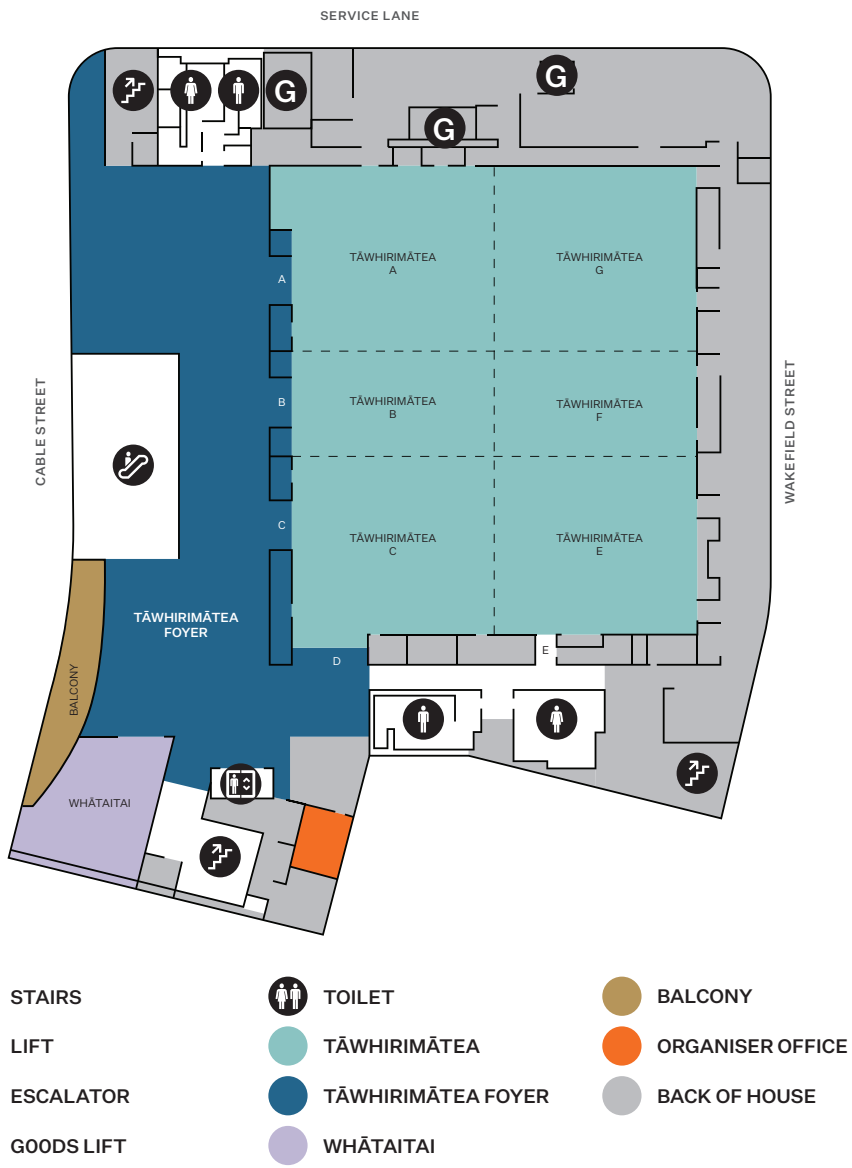 SERVICE LANE
G
G
G
TĀWHIRIMĀTEA
A
TĀWHIRIMĀTEA
G
A
CABLE STREET
WAKEFIELD STREET
TĀWHIRIMĀTEA
B
TĀWHIRIMĀTEA
F
B
C
TĀWHIRIMĀTEA
C
TĀWHIRIMĀTEA
E
TĀWHIRIMĀTEA
FOYER
D
E
BALCONY
WHĀTAITAI
STAIRS
TOILET
BALCONY
LIFT
TĀWHIRIMĀTEA
ORGANISER OFFICE
ESCALATOR
TĀWHIRIMĀTEA FOYER
BACK OF HOUSE
GOODS LIFT
WHĀTAITAI